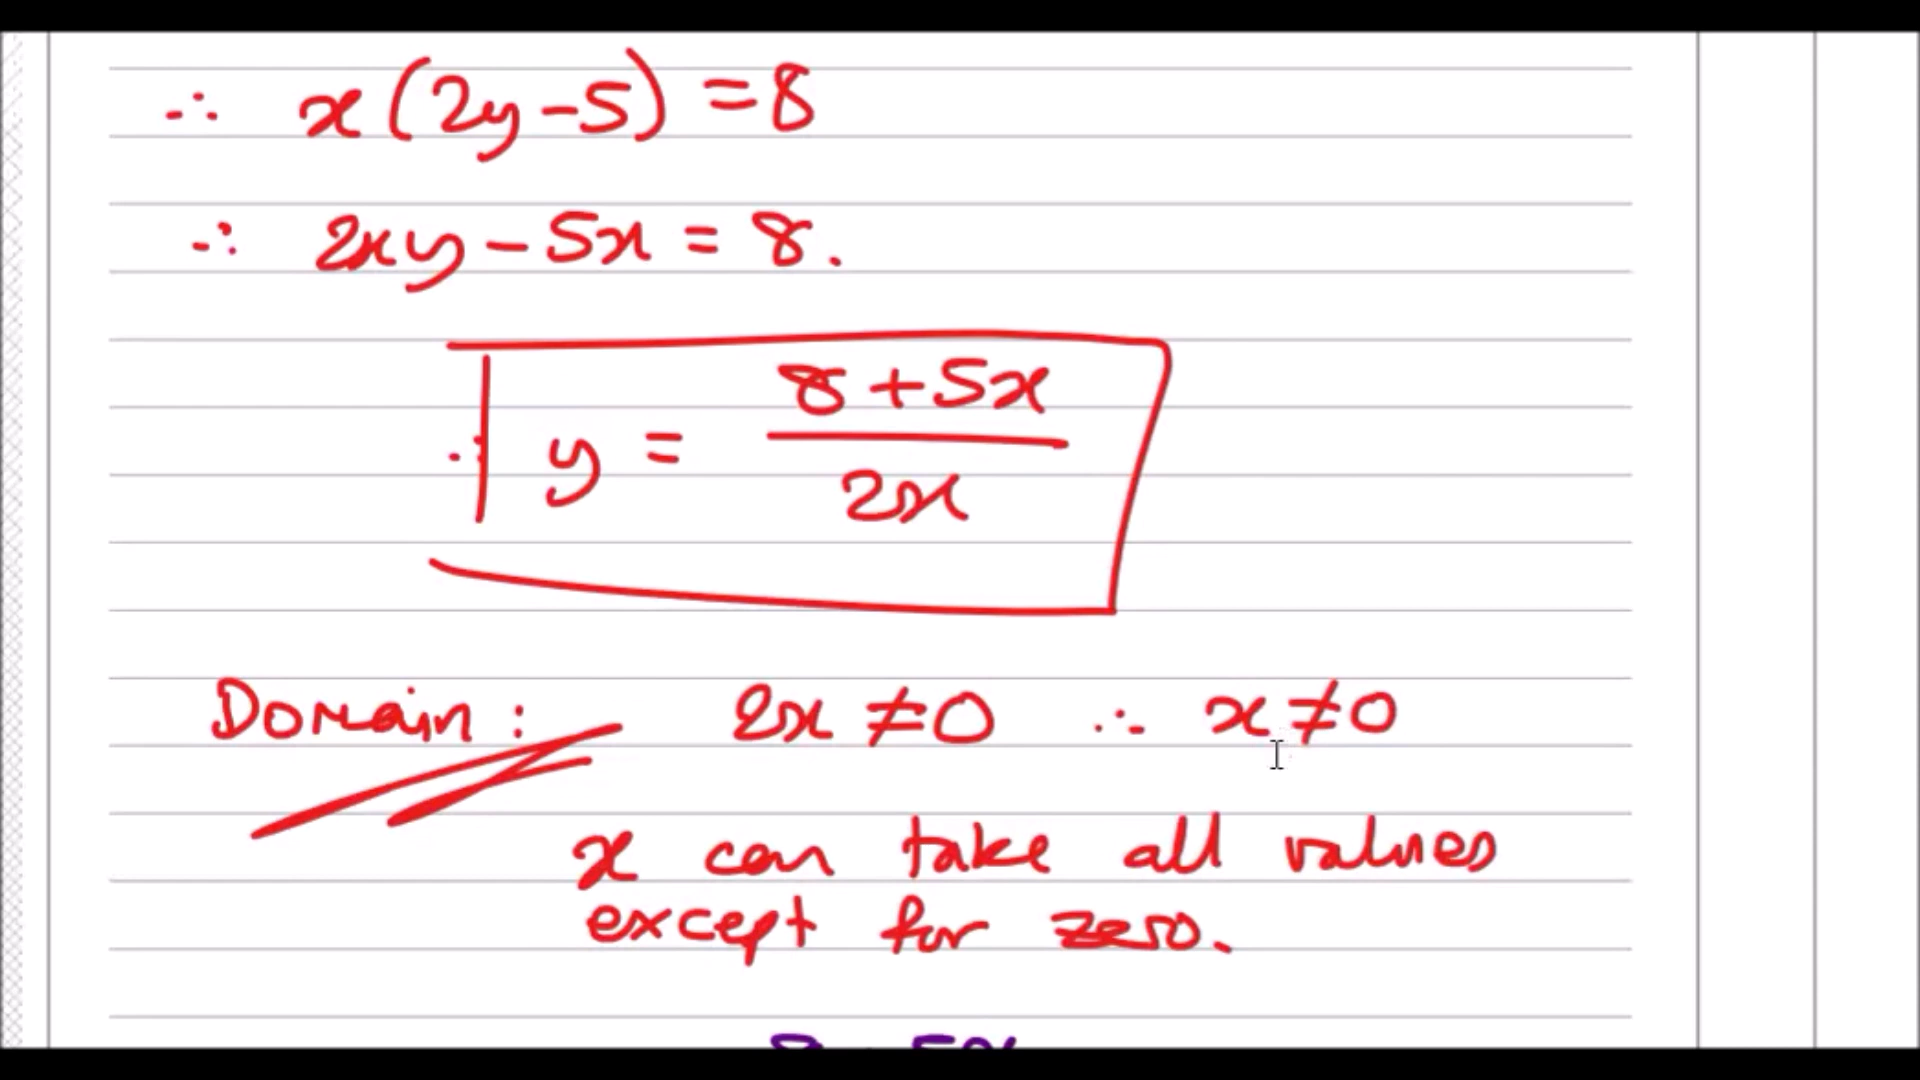 ∴ x(2y-5) = 8
∴ 2xy - 5x = 8.
∴ y = \frac{8+5x}{2x}
Domain: 2x ≠ 0 ∴ x ≠ 0
x can take all values
except for zero.